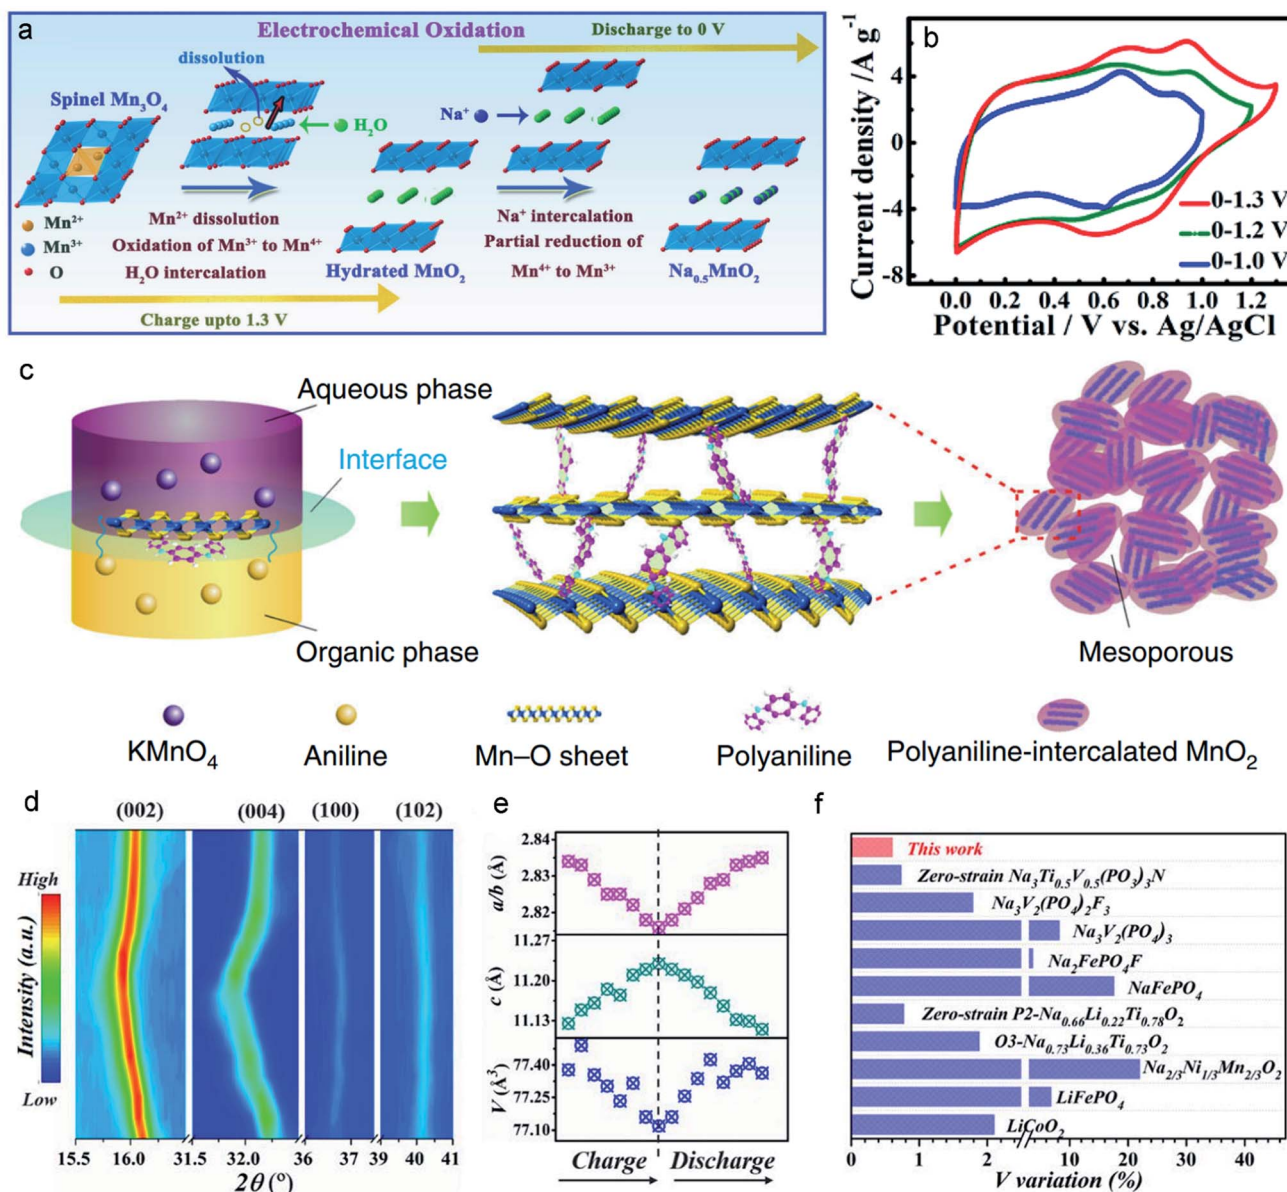 a
Electrochemical Oxidation
Discharge to 0 V
dissolution
Spinel Mn₃O₄
H₂O
Na⁺
Mn²⁺
Mn³⁺
O
Mn²⁺ dissolution
Oxidation of Mn³⁺ to Mn⁴⁺
H₂O intercalation
Hydrated MnO₂
Na⁺ intercalation
Partial reduction of
Mn⁴⁺ to Mn³⁺
Na₀.₅MnO₂
Charge upto 1.3 V
b
Current density /A g⁻¹
4
0
-4
-8
0-1.3 V
0-1.2 V
0-1.0 V
0.0 0.2 0.4 0.6 0.8 1.0 1.2
Potential / V vs. Ag/AgCl
c
Aqueous phase
Interface
Organic phase
Mesoporous
KMnO₄
Aniline
Mn–O sheet
Polyaniline
Polyaniline-intercalated MnO₂
d
(002) (004) (100) (102)
High
Intensity (a.u.)
Low
15.5 16.0 31.5 32.0 36 37 39 40 41
2θ (°)
e
a/b (Å)
2.84
2.83
2.82
c (Å)
11.27
11.20
11.13
V (Å³)
77.40
77.25
77.10
Charge Discharge
f
This work
Zero-strain Na₃Ti₀.₅V₀.₅(PO₃)₃N
Na₃V₂(PO₄)₂F₃
Na₃V₂(PO₄)₃
Na₂FePO₄F
NaFePO₄
Zero-strain P2-Na₀.₆₆Li₀.₂₂Ti₀.₇₈O₂
O3-Na₀.₇₃Li₀.₃₆Ti₀.₇₃O₂
Na₂/₃Ni₁/₃Mn₂/₃O₂
LiFePO₄
LiCoO₂
0 1 2 10 20 30 40
V variation (%)